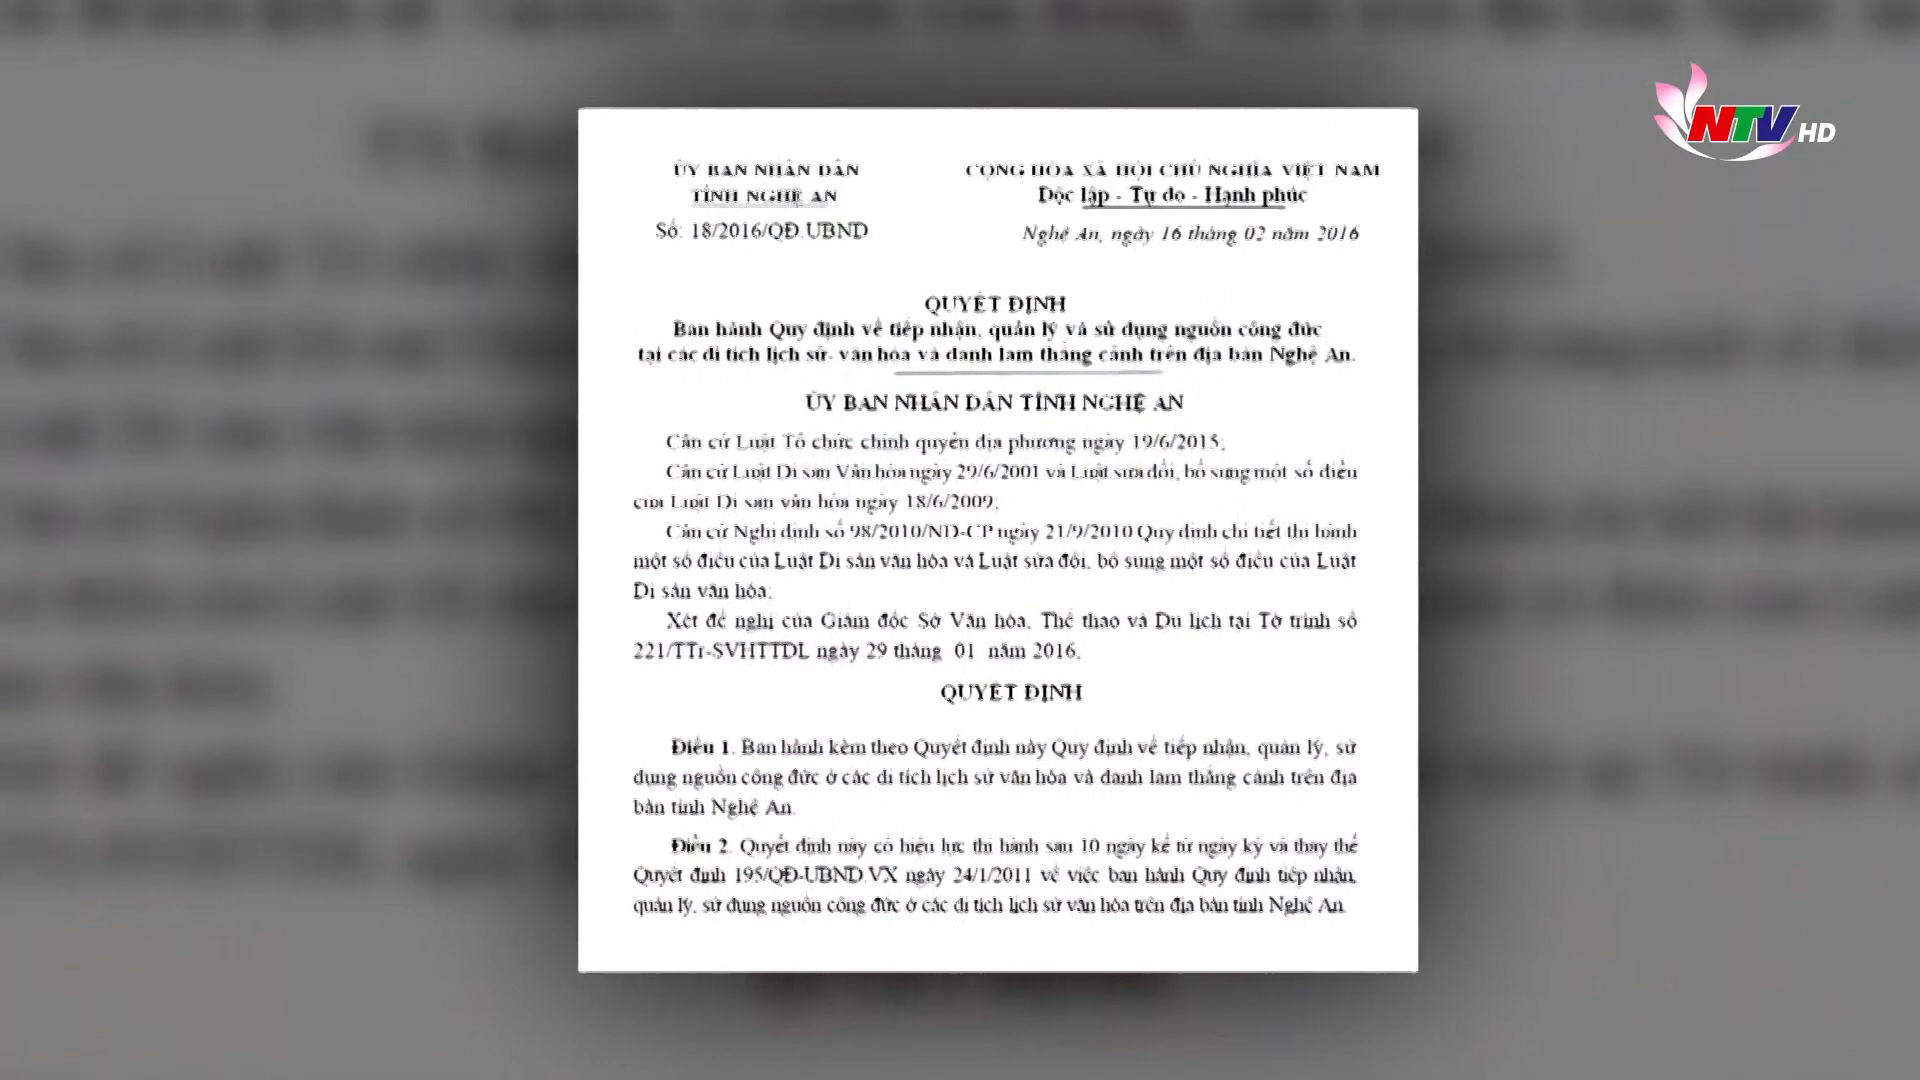 NTV HD
ỦY BAN NHÂN DÂN
TỈNH NGHỆ AN
Số: 18/2016/QĐ.UBND
CỘNG HÒA XÃ HỘI CHỦ NGHĨA VIỆT NAM
Độc lập - Tự do - Hạnh phúc
Nghệ An, ngày 16 tháng 02 năm 2016
QUYẾT ĐỊNH
Ban hành Quy định về tiếp nhận, quản lý và sử dụng nguồn công đức
tại các di tích lịch sử- văn hóa và danh lam thắng cảnh trên địa bàn Nghệ An.
ỦY BAN NHÂN DÂN TỈNH NGHỆ AN
Căn cứ Luật Tổ chức chính quyền địa phương ngày 19/6/2015;
Căn cứ Luật Di sản Văn hóa ngày 29/6/2001 và Luật sửa đổi, bổ sung một số điều
của Luật Di sản văn hóa ngày 18/6/2009;
Căn cứ Nghị định số 98/2010/NĐ-CP ngày 21/9/2010 Quy định chi tiết thi hành
một số điều của Luật Di sản văn hóa và Luật sửa đổi, bổ sung một số điều của Luật
Di sản văn hóa;
Xét đề nghị của Giám đốc Sở Văn hóa, Thể thao và Du lịch tại Tờ trình số
221/TTr-SVHTTDL ngày 29 tháng 01 năm 2016,
QUYẾT ĐỊNH
Điều 1. Ban hành kèm theo Quyết định này Quy định về tiếp nhận, quản lý, sử
dụng nguồn công đức ở các di tích lịch sử văn hóa và danh lam thắng cảnh trên địa
bàn tỉnh Nghệ An.
Điều 2. Quyết định này có hiệu lực thi hành sau 10 ngày kể từ ngày ký và thay thế
Quyết định 195/QĐ-UBND.VX ngày 24/1/2011 về việc ban hành Quy định tiếp nhận,
quản lý, sử dụng nguồn công đức ở các di tích lịch sử văn hóa trên địa bàn tỉnh Nghệ An.